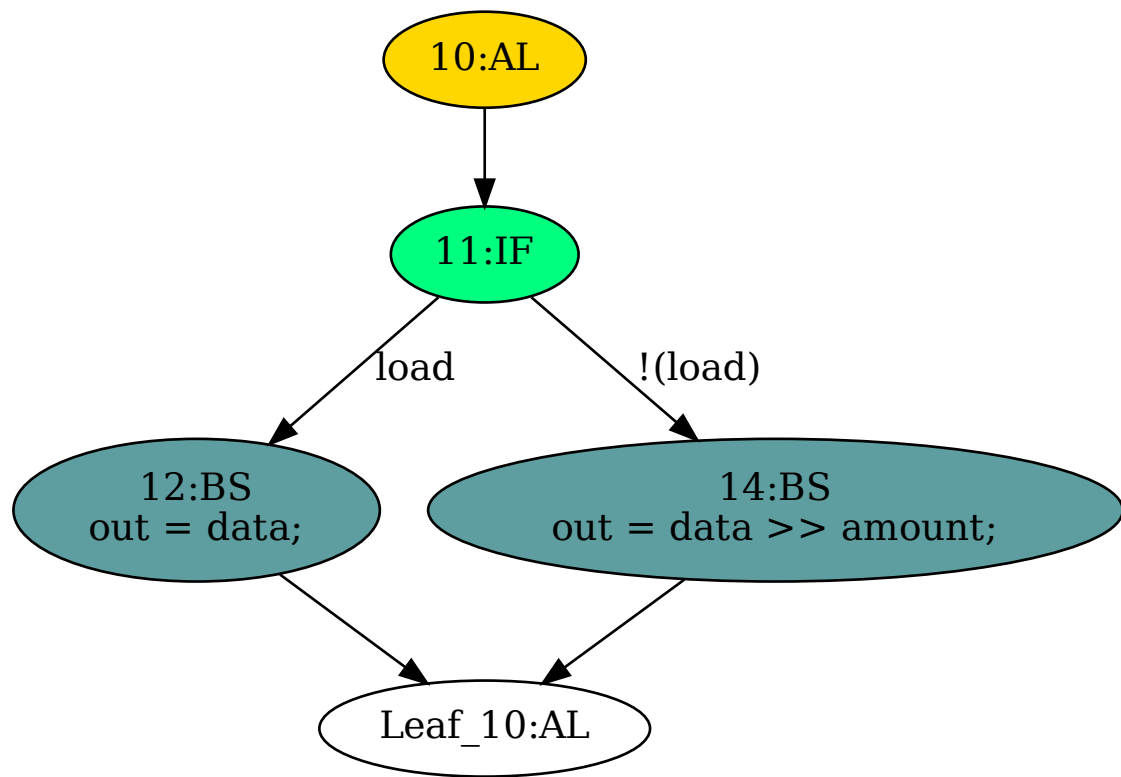 10:AL
11:IF
load
!(load)
12:BS
out = data;
14:BS
out = data >> amount;
Leaf_10:AL